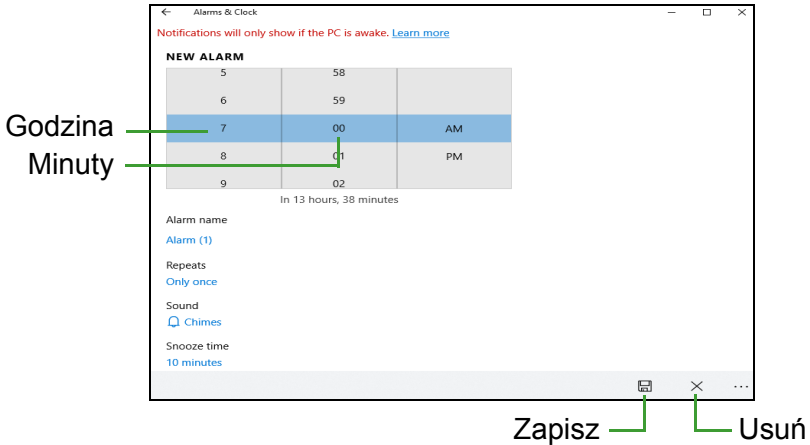 Alarms & Clock
Notifications will only show if the PC is awake. Learn more
NEW ALARM
5 58
6 59
Godzina 7 00 AM
Minuty 8 01 PM
9 02
In 13 hours, 38 minutes
Alarm name
Alarm (1)
Repeats
Only once
Sound
Chimes
Snooze time
10 minutes
Zapisz Usuń